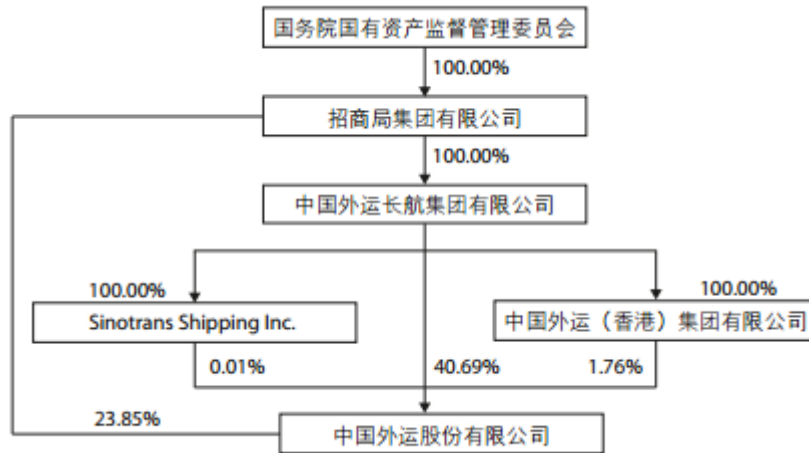 国务院国有资产监督管理委员会
100.00%
招商局集团有限公司
100.00%
中国外运长航集团有限公司
100.00%
100.00%
Sinotrans Shipping Inc.
中国外运（香港）集团有限公司
0.01%
40.69%
1.76%
23.85%
中国外运股份有限公司